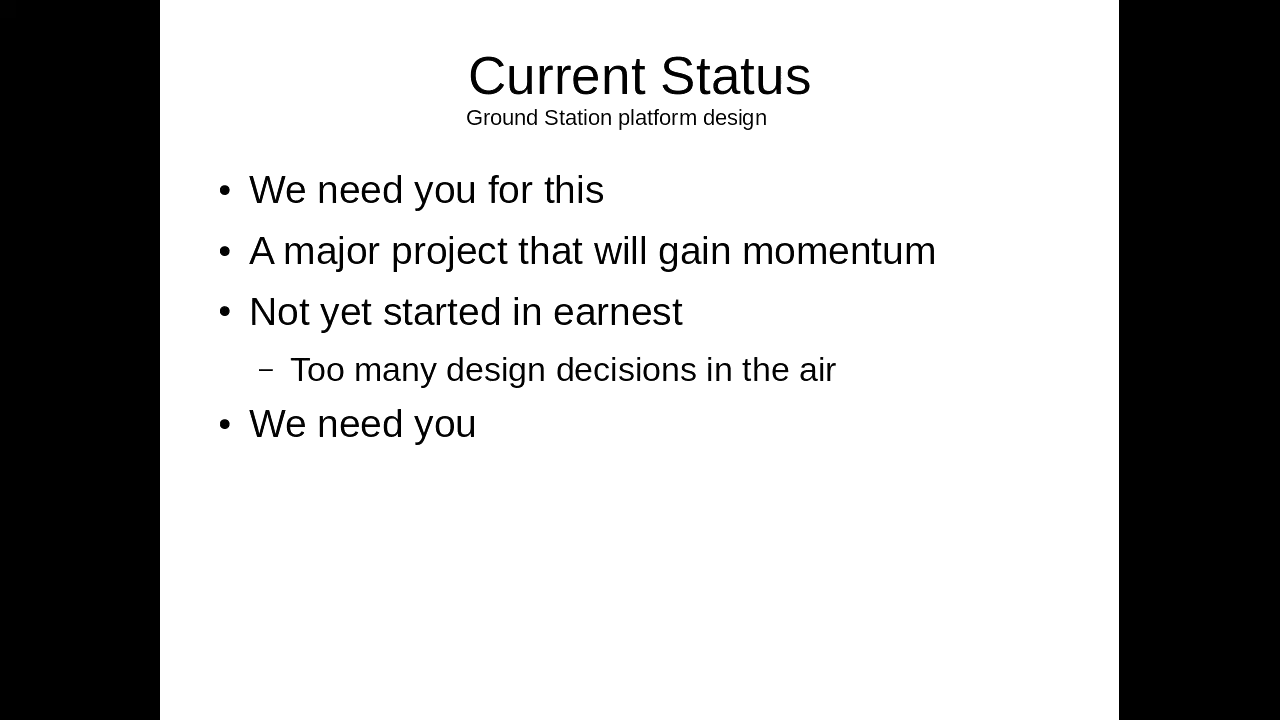 Current Status
Ground Station platform design
• We need you for this
• A major project that will gain momentum
• Not yet started in earnest
– Too many design decisions in the air
• We need you